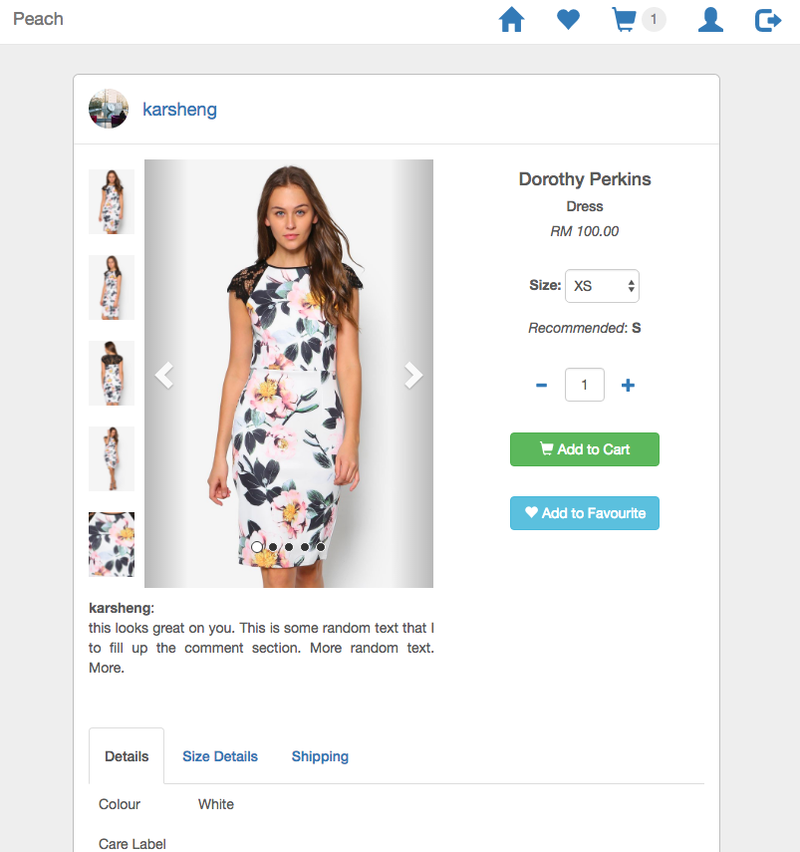 Peach
1
karsheng
Dorothy Perkins
Dress
RM 100.00
Size: XS
Recommended: S
1
Add to Cart
Add to Favourite
karsheng:
this looks great on you. This is some random text that I
to fill up the comment section. More random text.
More.
Details Size Details Shipping
Colour White
Care Label